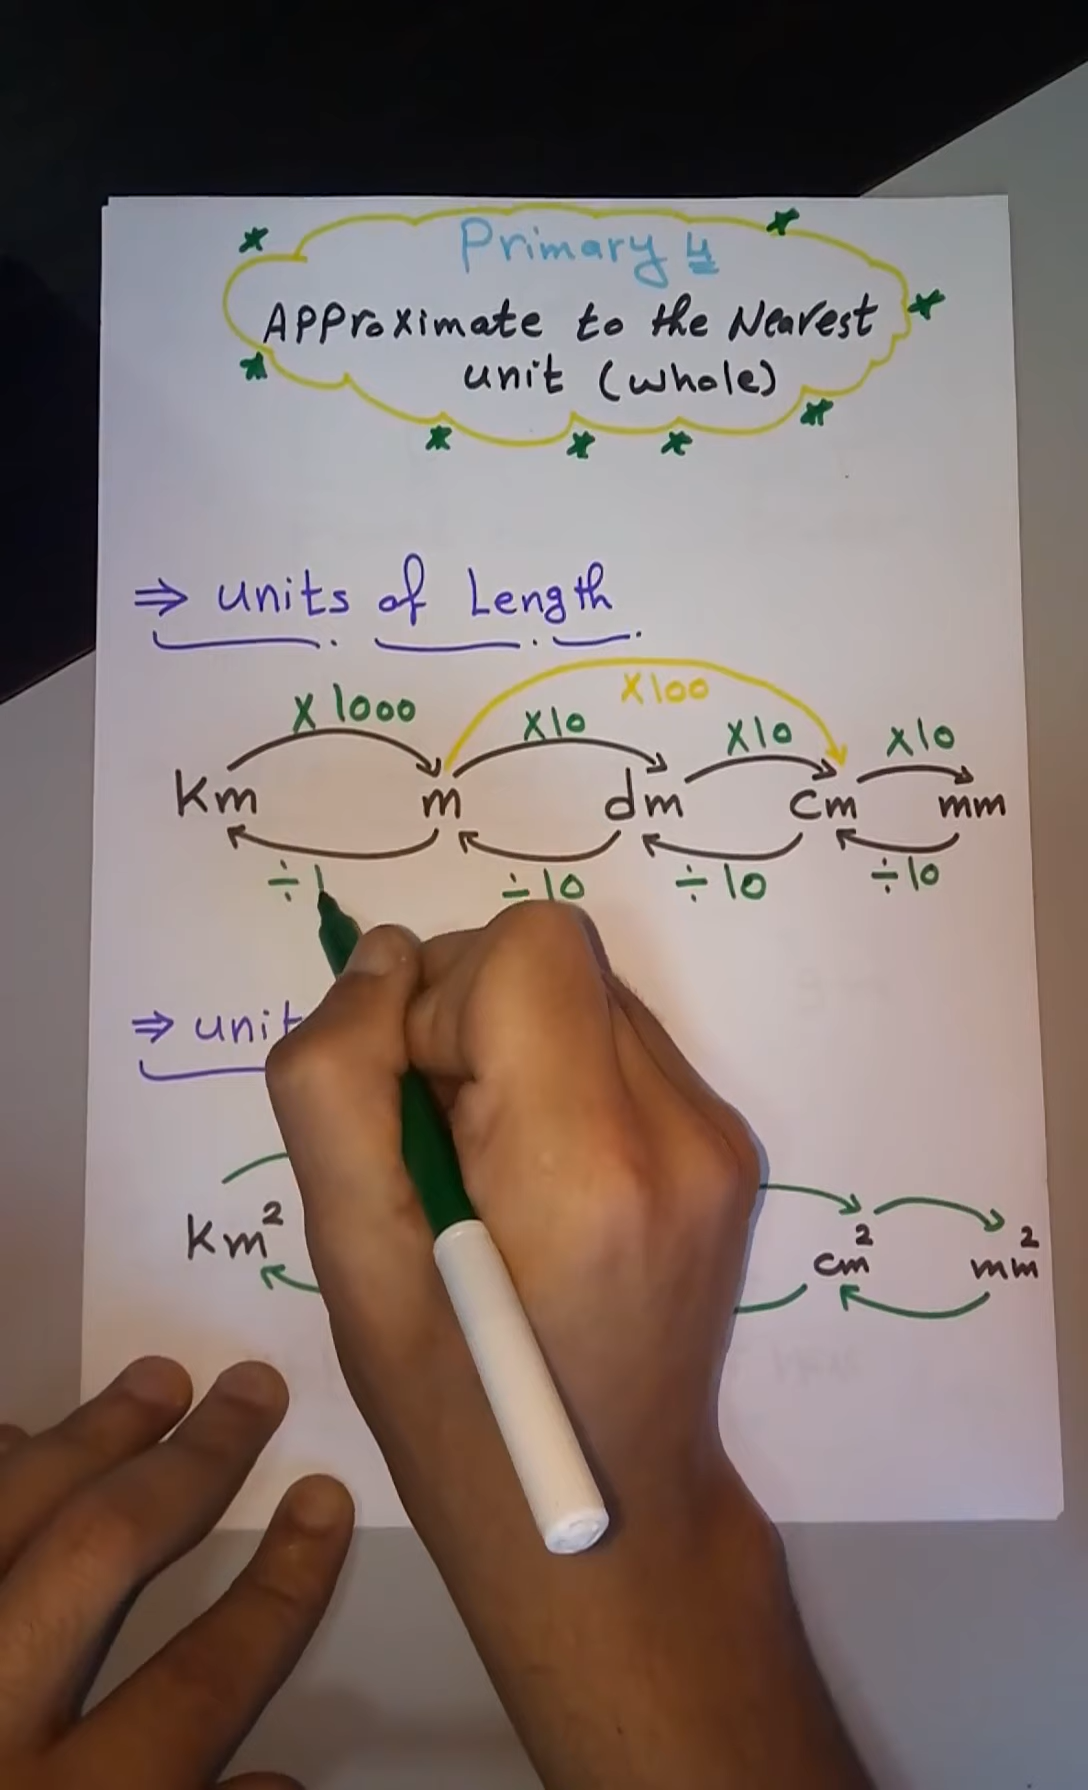 Primary 4
Approximate to the Nearest
unit (whole)
⇒ units of Length
X 1000 X10 X100 X10 X10
Km m dm cm mm
÷ 1 ÷ 10 ÷ 10 ÷ 10
⇒ unit
Km² cm² mm²